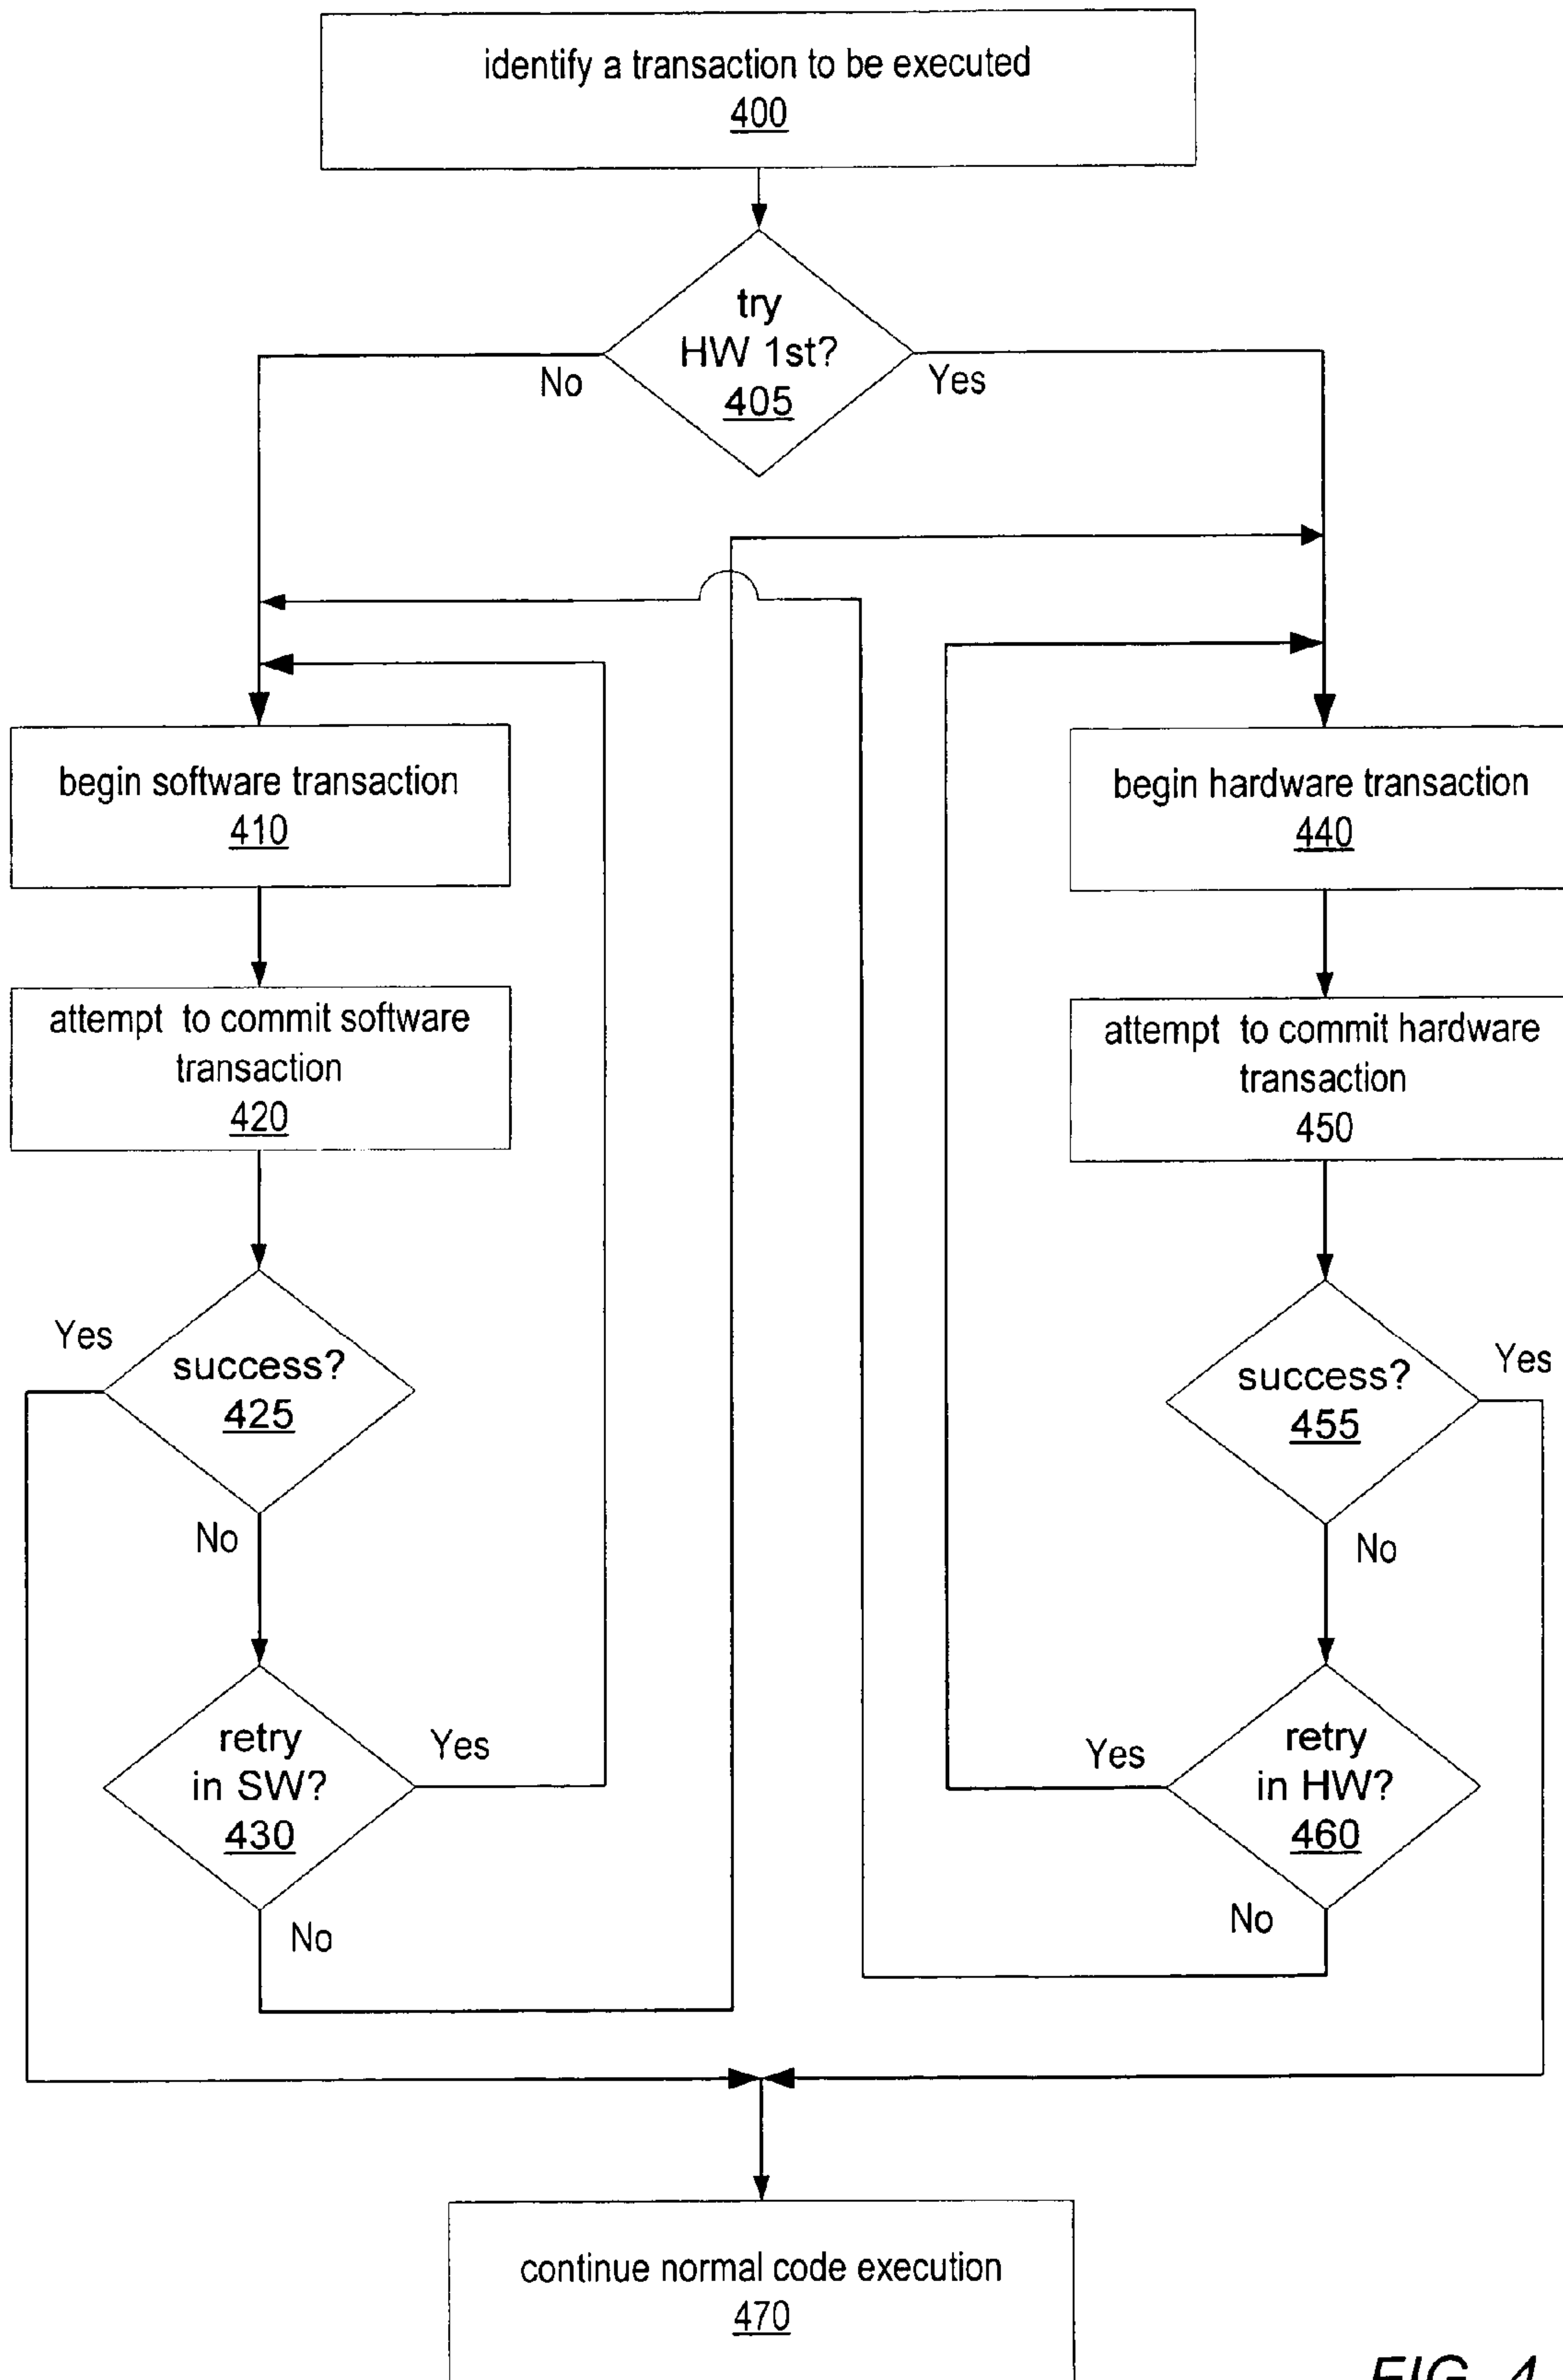 identify a transaction to be executed
400
try
HW 1st?
405
No
Yes
begin software transaction
410
begin hardware transaction
440
attempt to commit software
transaction
420
attempt to commit hardware
transaction
450
Yes
success?
425
No
success?
455
Yes
No
retry
in SW?
430
Yes
No
Yes
retry
in HW?
460
No
continue normal code execution
470
FIG. 4